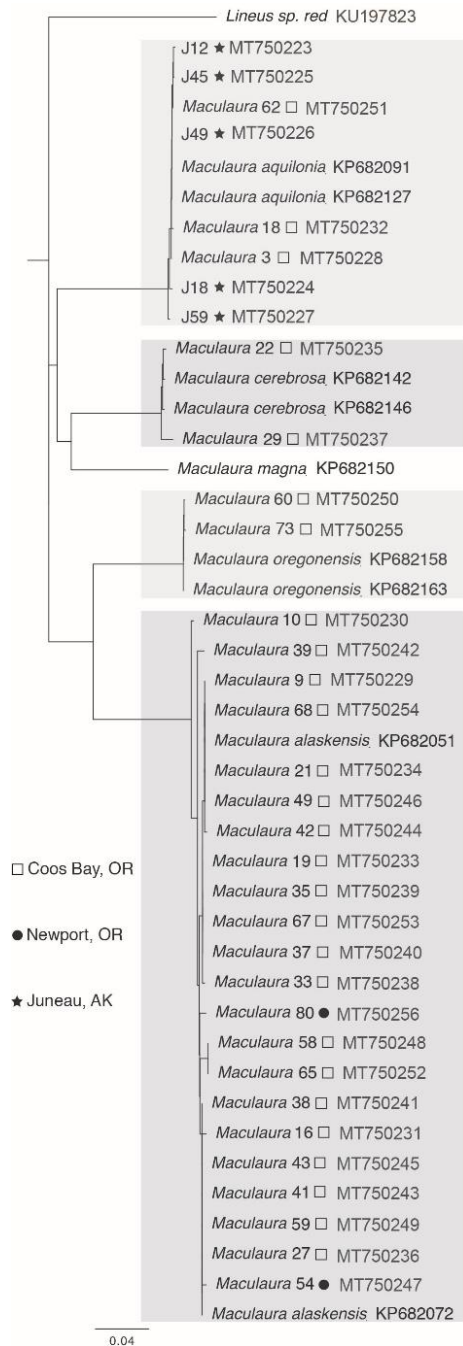 Lineus sp. red KU197823
J12 ★ MT750223
J45 ★ MT750225
Maculaura 62 □ MT750251
J49 ★ MT750226
Maculaura aquilonia KP682091
Maculaura aquilonia KP682127
Maculaura 18 □ MT750232
Maculaura 3 □ MT750228
J18 ★ MT750224
J59 ★ MT750227
Maculaura 22 □ MT750235
Maculaura cerebrosa KP682142
Maculaura cerebrosa KP682146
Maculaura 29 □ MT750237
Maculaura magna KP682150
Maculaura 60 □ MT750250
Maculaura 73 □ MT750255
Maculaura oregonensis KP682158
Maculaura oregonensis KP682163
Maculaura 10 □ MT750230
Maculaura 39 □ MT750242
Maculaura 9 □ MT750229
Maculaura 68 □ MT750254
Maculaura alaskensis KP682051
Maculaura 21 □ MT750234
Maculaura 49 □ MT750246
Maculaura 42 □ MT750244
Maculaura 19 □ MT750233
Maculaura 35 □ MT750239
Maculaura 67 □ MT750253
Maculaura 37 □ MT750240
Maculaura 33 □ MT750238
Maculaura 80 ● MT750256
Maculaura 58 □ MT750248
Maculaura 65 □ MT750252
Maculaura 38 □ MT750241
Maculaura 16 □ MT750231
Maculaura 43 □ MT750245
Maculaura 41 □ MT750243
Maculaura 59 □ MT750249
Maculaura 27 □ MT750236
Maculaura 54 ● MT750247
Maculaura alaskensis KP682072
□ Coos Bay, OR
● Newport, OR
★ Juneau, AK
0.04